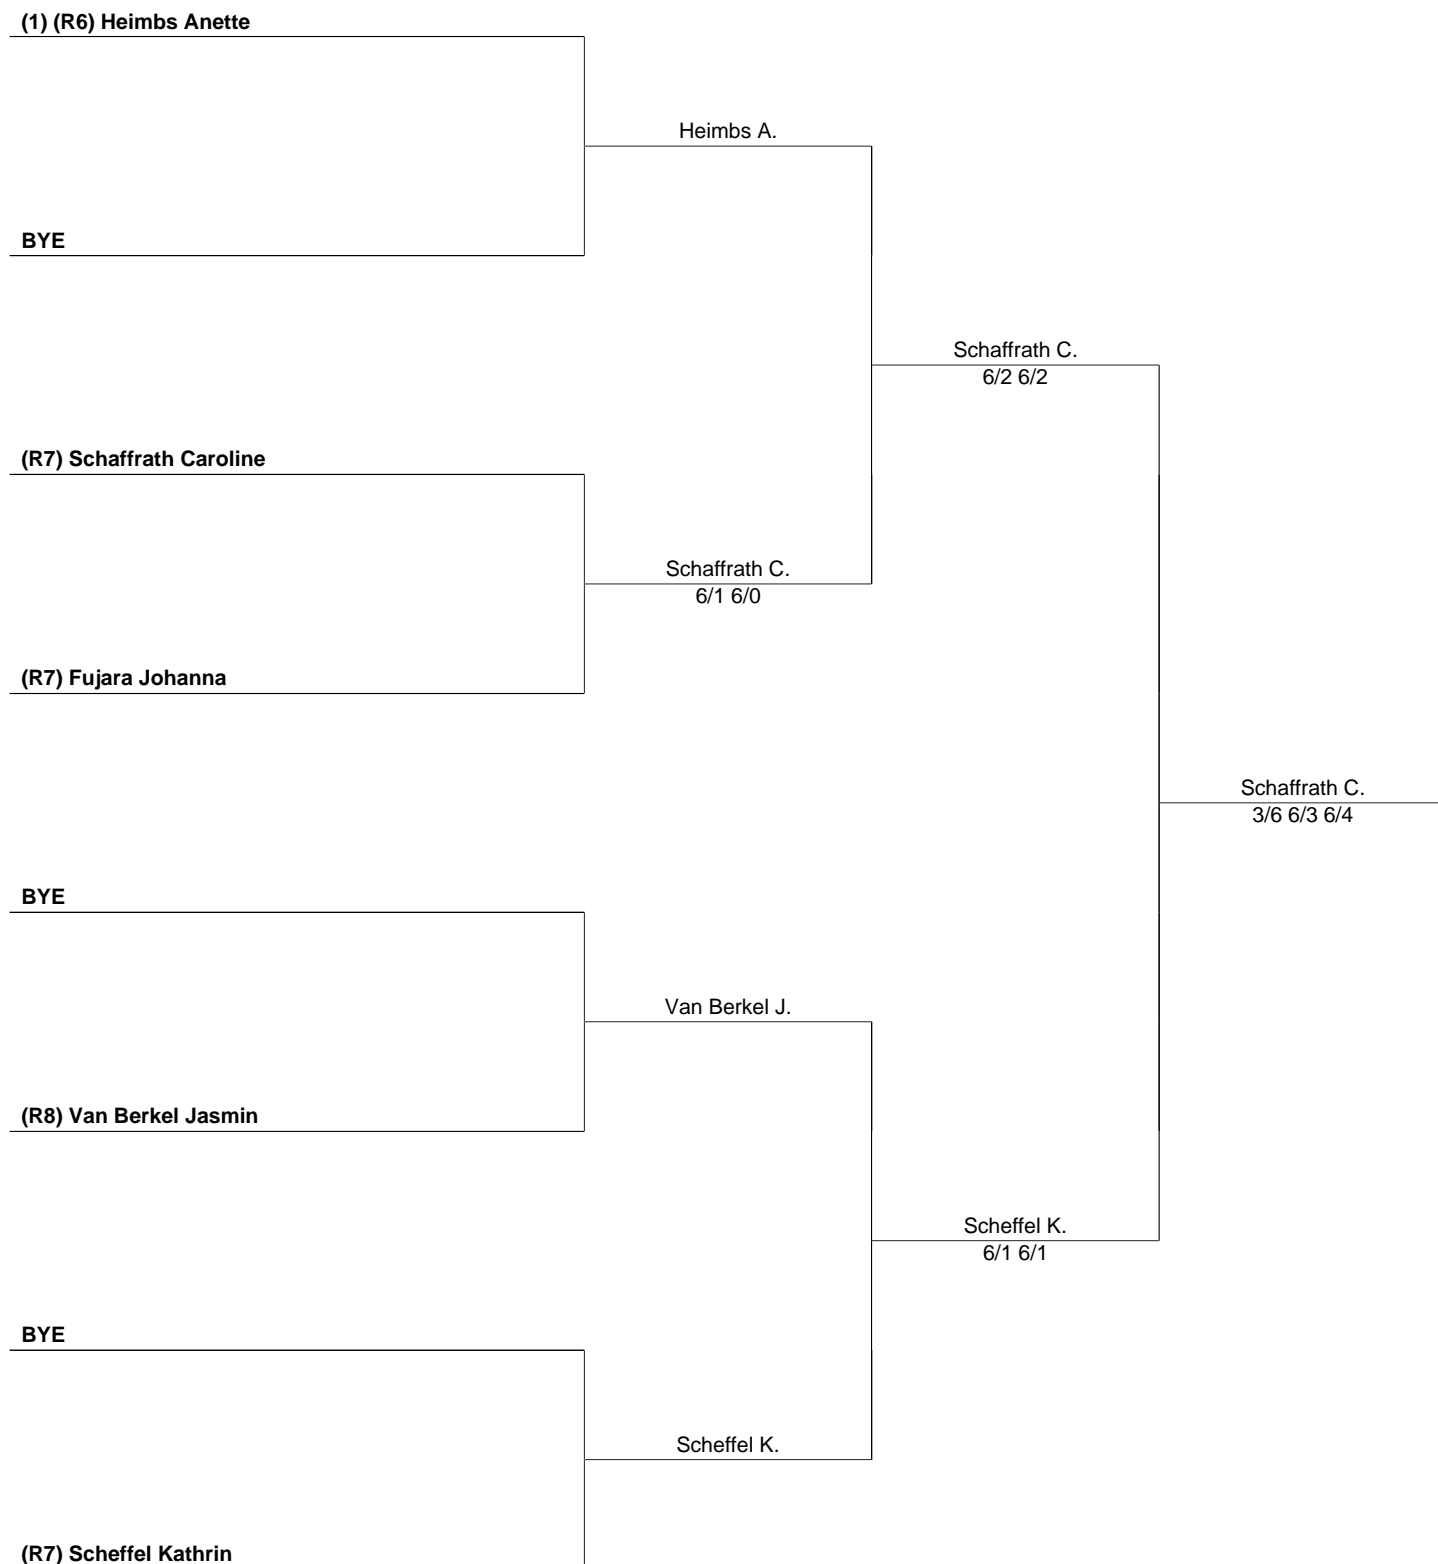 (1) (R6) Heimbs Anette
Heimbs A.
BYE
Schaffrath C.
6/2 6/2
(R7) Schaffrath Caroline
Schaffrath C.
6/1 6/0
(R7) Fujara Johanna
Schaffrath C.
3/6 6/3 6/4
BYE
Van Berkel J.
(R8) Van Berkel Jasmin
Scheffel K.
6/1 6/1
BYE
Scheffel K.
(R7) Scheffel Kathrin